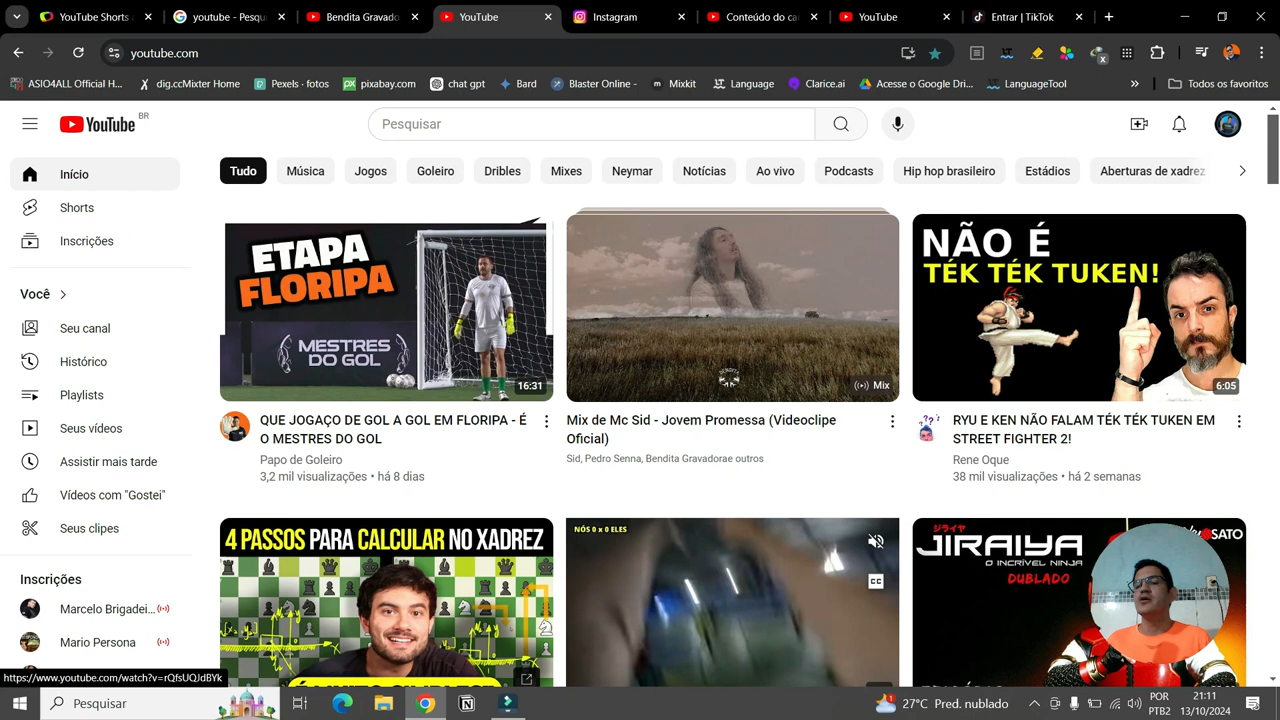 YouTube Shorts a
youtube - Pesqu
Bendita Gravado
YouTube
Instagram
Conteúdo do ca
YouTube
Entrar | TikTok
youtube.com
ASIO4ALL Official H...
dig.ccMixter Home
Pexels · fotos
pixabay.com
chat gpt
Bard
Blaster Online -
Mixkit
Language
Clarice.ai
Acesse o Google Dri...
LanguageTool
Todos os favoritos
YouTube BR
Pesquisar
Tudo
Música
Jogos
Goleiro
Dribles
Mixes
Neymar
Notícias
Ao vivo
Podcasts
Hip hop brasileiro
Estádios
Aberturas de xadrez
Início
Shorts
Inscrições
Você
Seu canal
Histórico
Playlists
Seus vídeos
Assistir mais tarde
Vídeos com "Gostei"
Seus clipes
Inscrições
Marcelo Brigadei...
Mario Persona
ETAPA
FLORIPA
MESTRES
DO GOL
16:31
QUE JOGAÇO DE GOL A GOL EM FLORIPA - É
O MESTRES DO GOL
Papo de Goleiro
3,2 mil visualizações • há 8 dias
BENDITA
Mix
Mix de Mc Sid - Jovem Promessa (Videoclipe
Oficial)
Sid, Pedro Senna, Bendita Gravadorae outros
NÃO É
TÉK TÉK TUKEN!
6:05
RYU E KEN NÃO FALAM TÉK TÉK TUKEN EM
STREET FIGHTER 2!
Rene Oque
38 mil visualizações • há 2 semanas
4 PASSOS PARA CALCULAR NO XADREZ
NÓS 0 x 0 ELES
CC
ジライヤ
JIRAIYA
O INCRÍVEL NINJA
DUBLADO
SATO
https://www.youtube.com/watch?v=rQfsUQJdBYk
Pesquisar
27°C Pred. nublado
POR
PTB2
21:11
13/10/2024